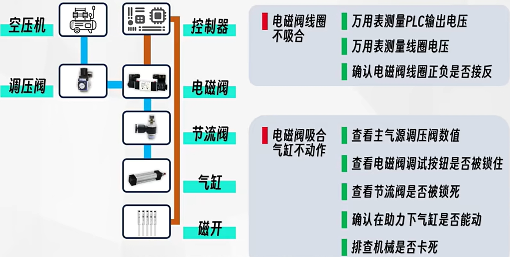 空压机
控制器
调压阀
电磁阀
节流阀
气缸
磁开
电磁阀线圈
不吸合
万用表测量PLC输出电压
万用表测量线圈电压
确认电磁阀线圈正负是否接反
电磁阀吸合
气缸不动作
查看主气源调压阀数值
查看电磁阀调试按钮是否被锁住
查看节流阀是否被锁死
确认在助力下气缸是否能动
排查机械是否卡死